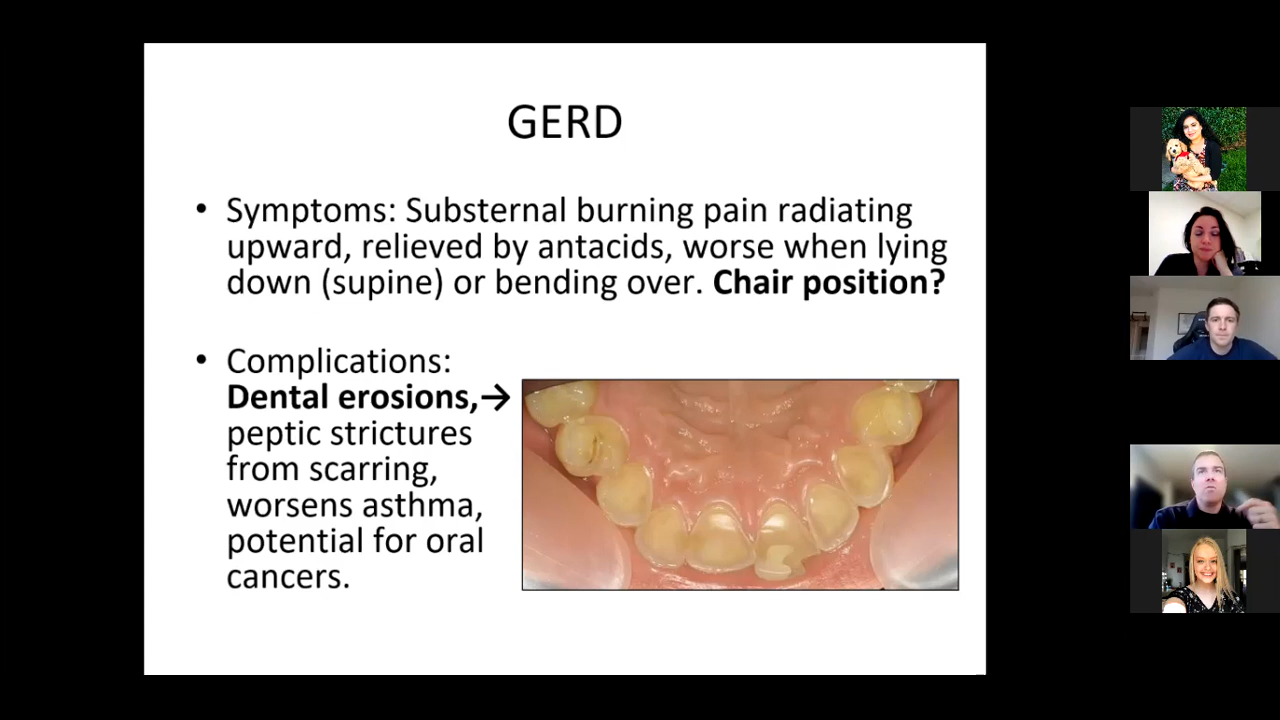 GERD
• Symptoms: Substernal burning pain radiating
upward, relieved by antacids, worse when lying
down (supine) or bending over. Chair position?
• Complications:
Dental erosions,→
peptic strictures
from scarring,
worsens asthma,
potential for oral
cancers.